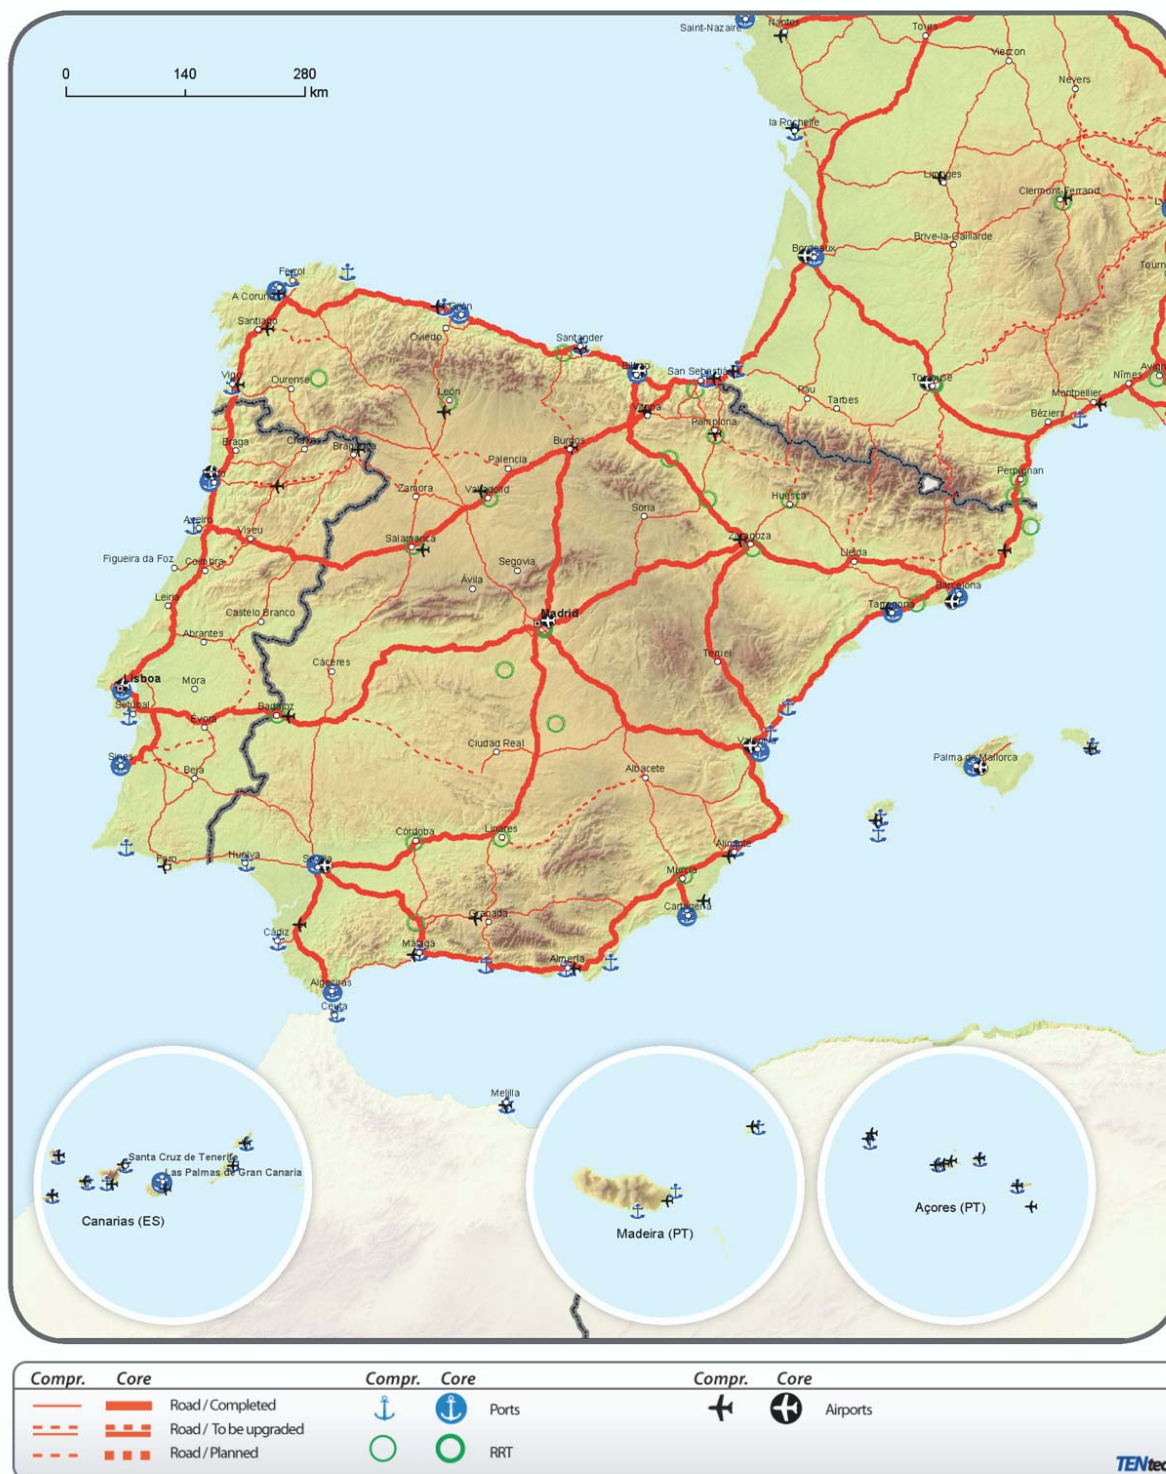 Saint-Nazaire
Nantes
Tours
Vierzon
Nevers
0 140 280
km
la Rochelle
Limoges
Clermont-Ferrand
Brive-la-Gaillarde
Bordeaux
Ferrol
A Coruña
Gijón
Santiago
Oviedo
Santander
Bilbao
San Sebastián
Vigo
Ourense
León
Vitoria
Pau
Tarbes
Toulouse
Nîmes
Montpellier
Béziers
Pamplona
Braga
Chaves
Bragança
Burgos
Palencia
Perpignan
Zamora
Valladolid
Huesca
Soria
Aveiro
Viseu
Salamanca
Zaragoza
Lleida
Figueira da Foz
Coimbra
Segovia
Ávila
Barcelona
Leiria
Tarragona
Castelo Branco
Madrid
Abrantes
Cáceres
Teruel
Lisboa
Mora
Setúbal
Évora
Badajoz
Ciudad Real
Valencia
Palma de Mallorca
Sines
Beja
Albacete
Córdoba
Linares
Alicante
Faro
Huelva
Sevilla
Murcia
Cartagena
Granada
Cádiz
Málaga
Almería
Algeciras
Ceuta
Melilla
Santa Cruz de Tenerife
Las Palmas de Gran Canaria
Canarias (ES)
Madeira (PT)
Açores (PT)
Compr. Core Compr. Core Compr. Core
Road / Completed Ports Airports
Road / To be upgraded
Road / Planned RRT